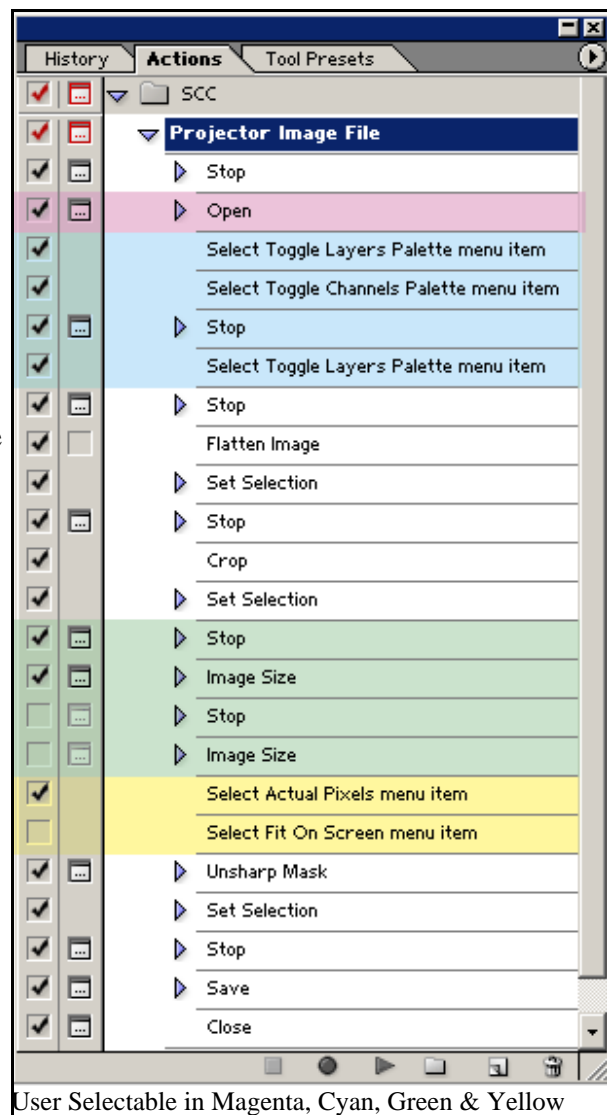 History Actions Tool Presets
SCC
Projector Image File
Stop
Open
Select Toggle Layers Palette menu item
Select Toggle Channels Palette menu item
Stop
Select Toggle Layers Palette menu item
Stop
Flatten Image
Set Selection
Stop
Crop
Set Selection
Stop
Image Size
Stop
Image Size
Select Actual Pixels menu item
Select Fit On Screen menu item
Unsharp Mask
Set Selection
Stop
Save
Close
User Selectable in Magenta, Cyan, Green & Yellow